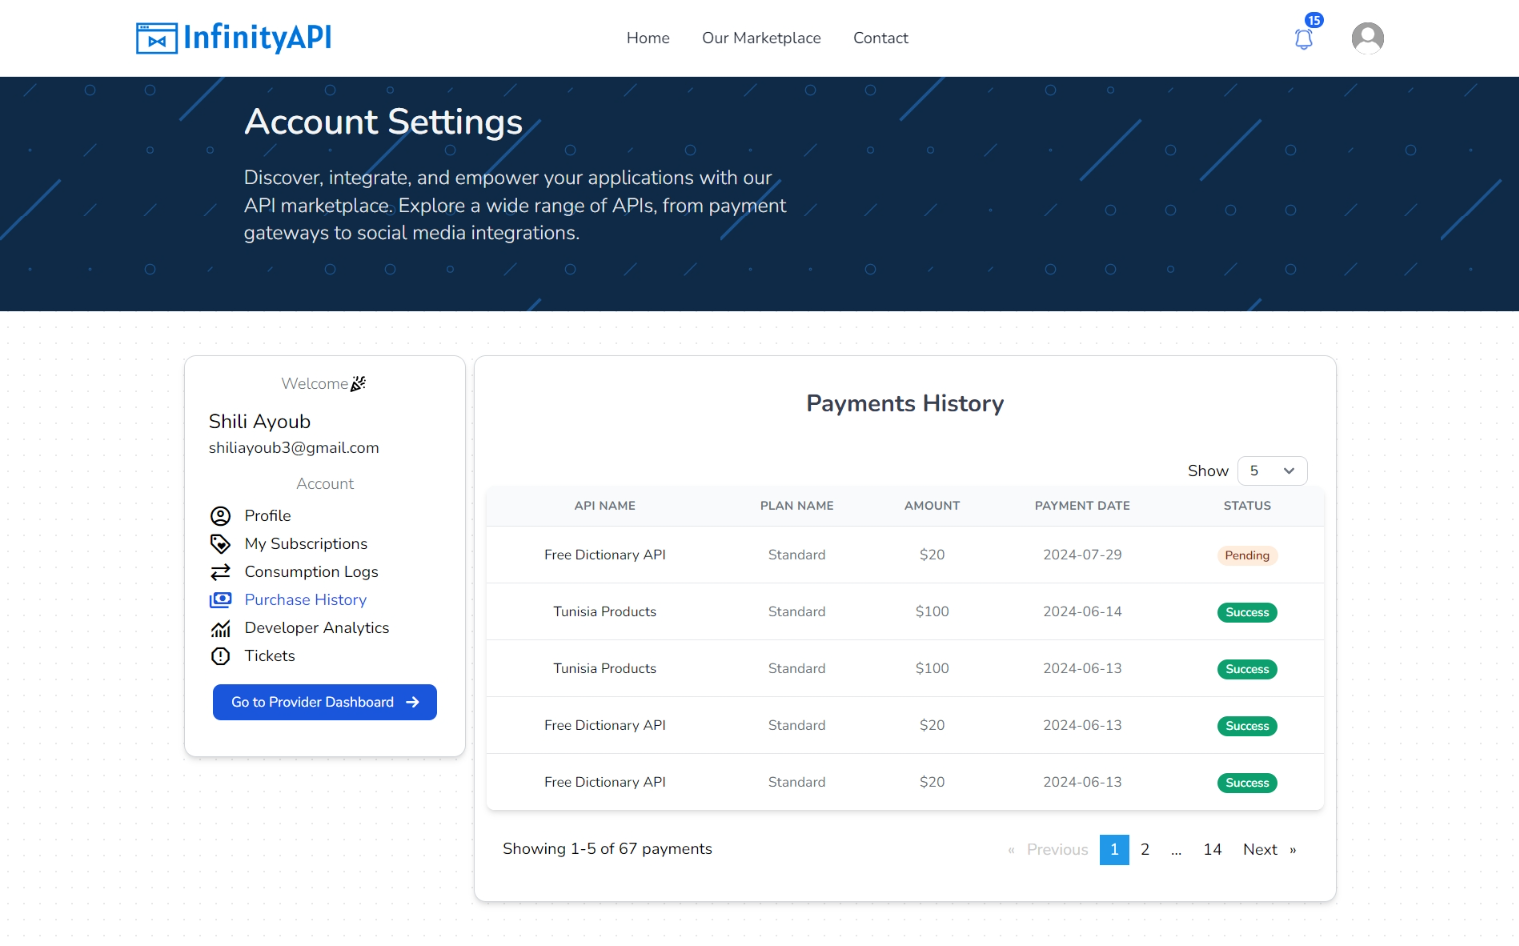 InfinityAPI
Home Our Marketplace Contact
15
Account Settings
Discover, integrate, and empower your applications with our
API marketplace. Explore a wide range of APIs, from payment
gateways to social media integrations.
Welcome
Shili Ayoub
shiliayoub3@gmail.com
Account
Profile
My Subscriptions
Consumption Logs
Purchase History
Developer Analytics
Tickets
Go to Provider Dashboard
Payments History
Show 5
API NAME PLAN NAME AMOUNT PAYMENT DATE STATUS
Free Dictionary API Standard $20 2024-07-29 Pending
Tunisia Products Standard $100 2024-06-14 Success
Tunisia Products Standard $100 2024-06-13 Success
Free Dictionary API Standard $20 2024-06-13 Success
Free Dictionary API Standard $20 2024-06-13 Success
Showing 1-5 of 67 payments
« Previous 1 2 ... 14 Next »